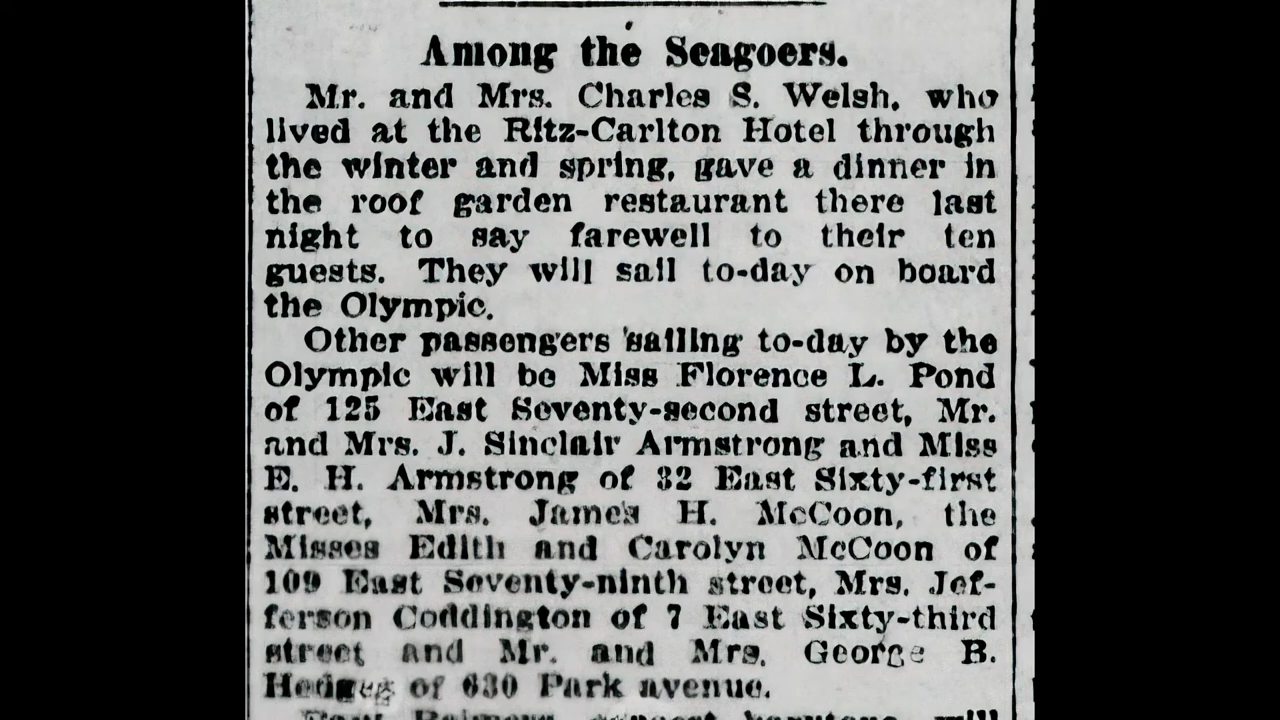 Among the Seagoers.
Mr. and Mrs. Charles S. Welsh, who
lived at the Ritz-Carlton Hotel through
the winter and spring, gave a dinner in
the roof garden restaurant there last
night to say farewell to their ten
guests. They will sail to-day on board
the Olympic.
Other passengers sailing to-day by the
Olympic will be Miss Florence L. Pond
of 125 East Seventy-second street, Mr.
and Mrs. J. Sinclair Armstrong and Miss
E. H. Armstrong of 32 East Sixty-first
street, Mrs. James H. McCoon, the
Misses Edith and Carolyn McCoon of
109 East Seventy-ninth street, Mrs. Jef-
ferson Coddington of 7 East Sixty-third
street and Mr. and Mrs. George B.
Hedges of 630 Park avenue.
will